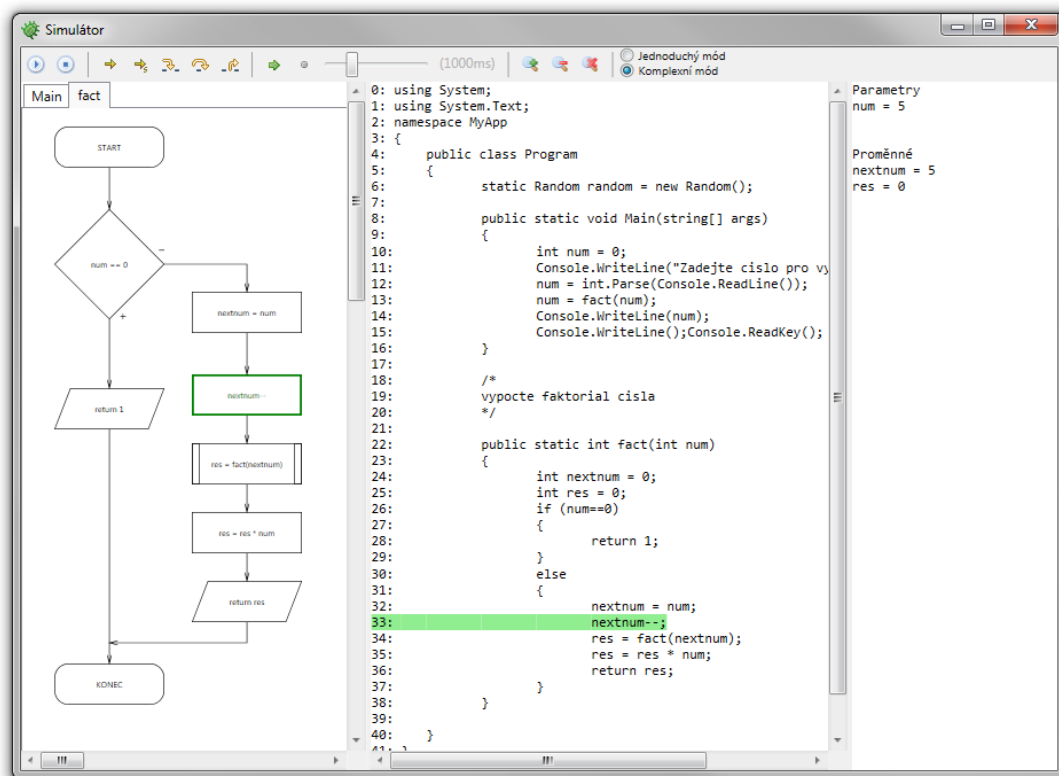 Simulátor
(1000ms)
Jednoduchý mód
Komplexní mód
Main fact
START
num == 0
–
+
nextnum = num
nextnum--
return 1
res = fact(nextnum)
res = res * num
return res
KONEC
0: using System;
1: using System.Text;
2: namespace MyApp
3: {
4: public class Program
5: {
6: static Random random = new Random();
7:
8: public static void Main(string[] args)
9: {
10: int num = 0;
11: Console.WriteLine("Zadejte cislo pro vy
12: num = int.Parse(Console.ReadLine());
13: num = fact(num);
14: Console.WriteLine(num);
15: Console.WriteLine();Console.ReadKey();
16: }
17:
18: /*
19: vypocte faktorial cisla
20: */
21:
22: public static int fact(int num)
23: {
24: int nextnum = 0;
25: int res = 0;
26: if (num==0)
27: {
28: return 1;
29: }
30: else
31: {
32: nextnum = num;
33: nextnum--;
34: res = fact(nextnum);
35: res = res * num;
36: return res;
37: }
38: }
39:
40: }
41: }
Parametry
num = 5
Proměnné
nextnum = 5
res = 0